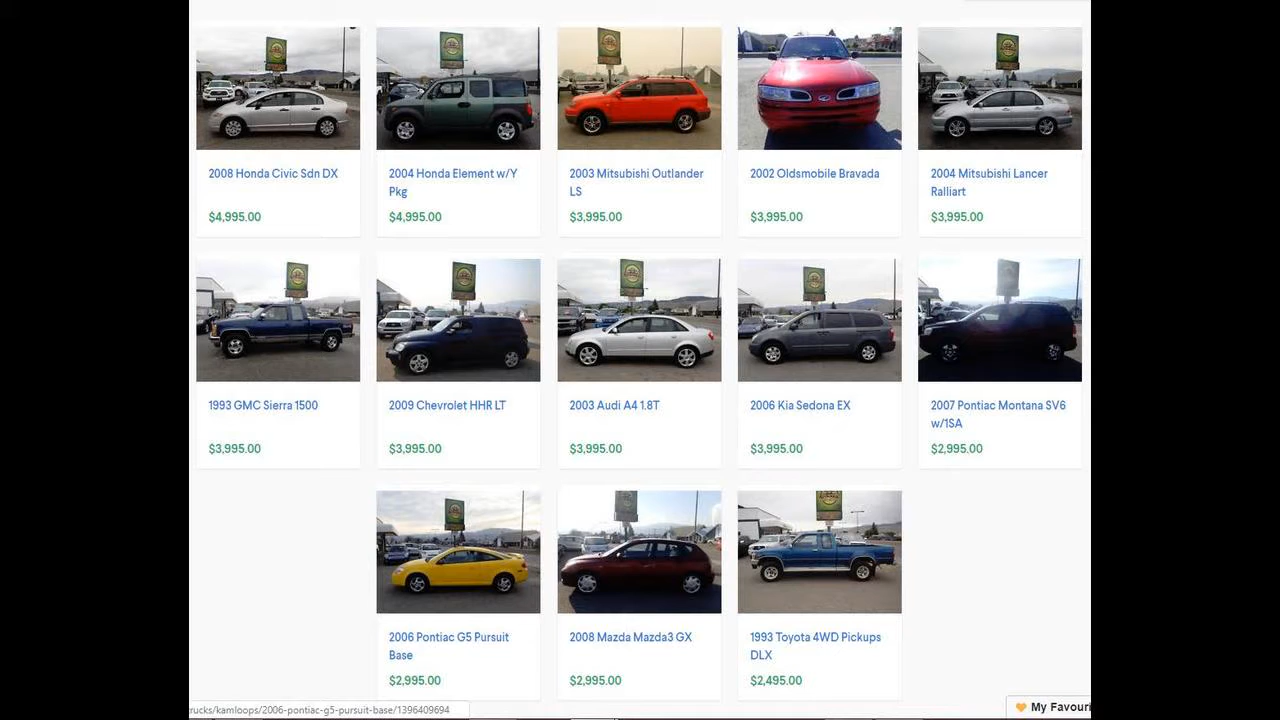 2008 Honda Civic Sdn DX
$4,995.00
2004 Honda Element w/Y
Pkg
$4,995.00
2003 Mitsubishi Outlander
LS
$3,995.00
2002 Oldsmobile Bravada
$3,995.00
2004 Mitsubishi Lancer
Ralliart
$3,995.00
1993 GMC Sierra 1500
$3,995.00
2009 Chevrolet HHR LT
$3,995.00
2003 Audi A4 1.8T
$3,995.00
2006 Kia Sedona EX
$3,995.00
2007 Pontiac Montana SV6
w/1SA
$2,995.00
2006 Pontiac G5 Pursuit
Base
$2,995.00
2008 Mazda Mazda3 GX
$2,995.00
1993 Toyota 4WD Pickups
DLX
$2,495.00
rucks/kamloops/2006-pontiac-g5-pursuit-base/1396409694
My Favouri